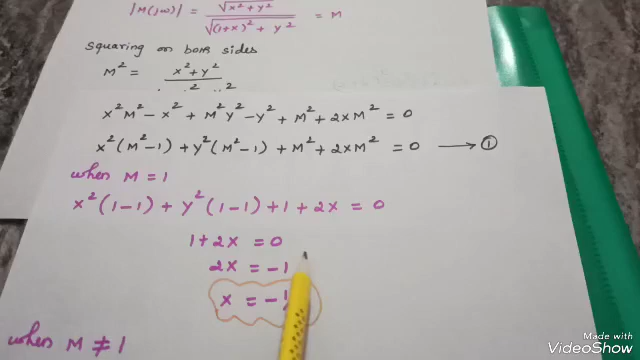 |M(jω)| = √x²+y² / √(1+x)² + y² = M
squaring on both sides
M² = x²+y²
x²M² - x² + M²y² - y² + M² + 2xM² = 0
x²(M²-1) + y²(M²-1) + M² + 2xM² = 0 → ①
when M = 1
x²(1-1) + y²(1-1) + 1 + 2x = 0
1 + 2x = 0
2x = -1
x = -1/
when M ≠ 1
Made with
VideoShow